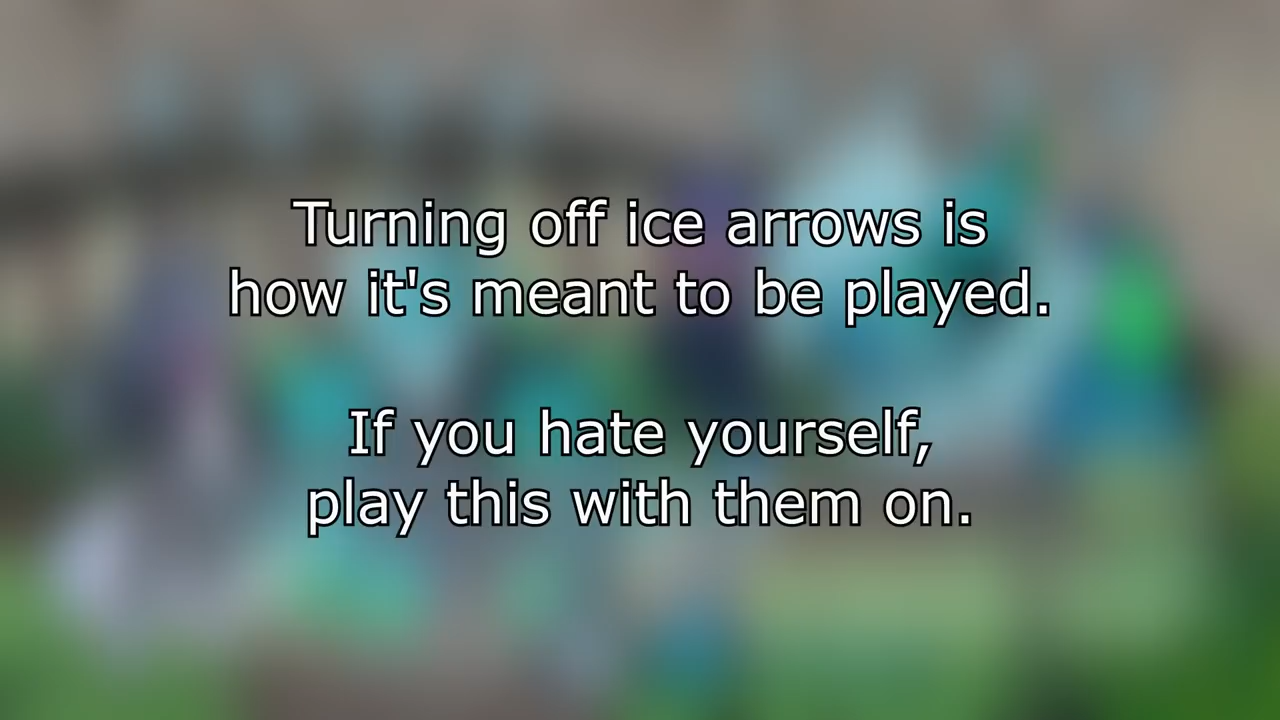 Turning off ice arrows is
how it's meant to be played.
If you hate yourself,
play this with them on.